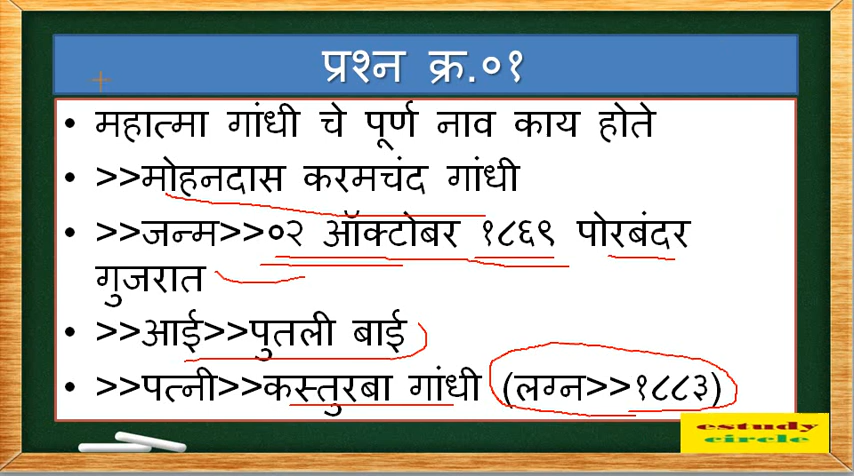 प्रश्न क्र.०१
• महात्मा गांधी चे पूर्ण नाव काय होते
• >>मोहनदास करमचंद गांधी
• >>जन्म>>०२ ऑक्टोबर १८६९ पोरबंदर
गुजरात
• >>आई>>पुतली बाई
• >>पत्नी>>कस्तुरबा गांधी (लग्न>>१८८३)
estudy
circle